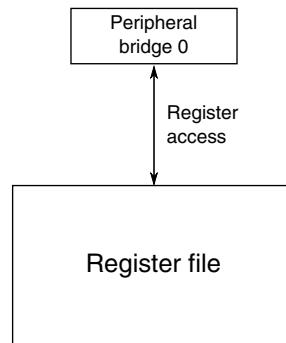 Peripheral
bridge 0
Register
access
Register file